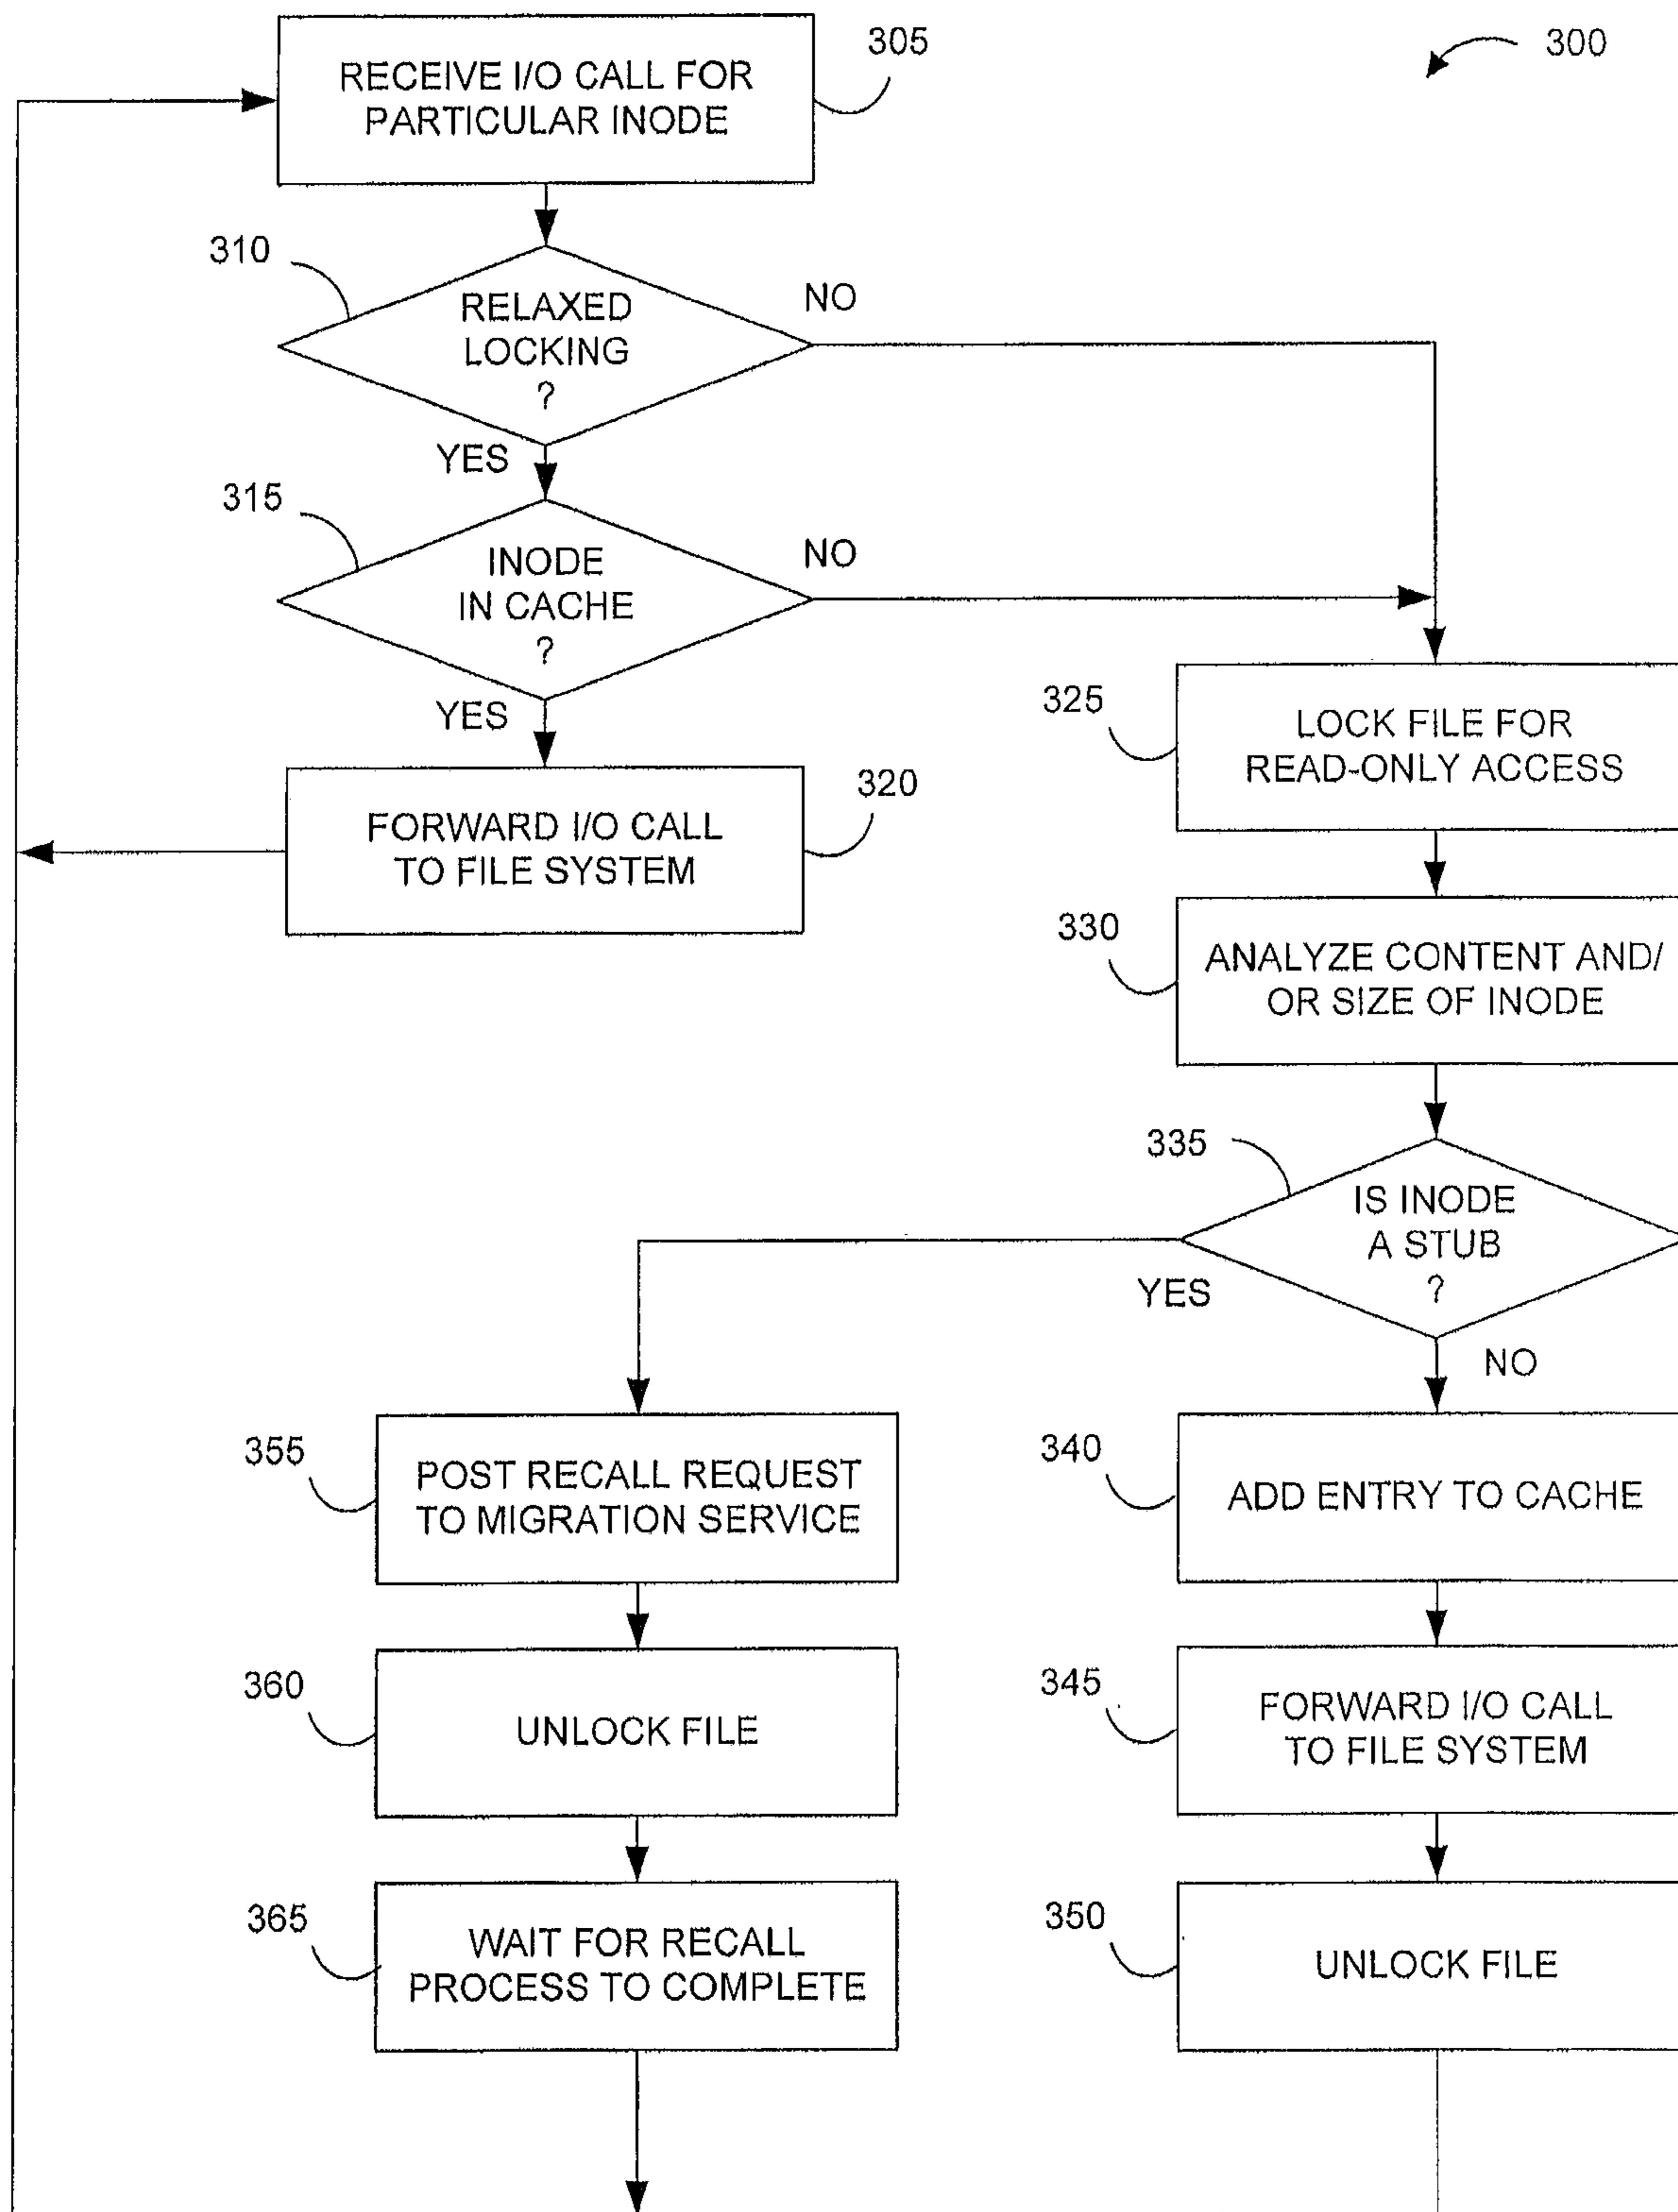 300
305
RECEIVE I/O CALL FOR
PARTICULAR INODE
310
RELAXED
LOCKING
?
NO
YES
315
INODE
IN CACHE
?
NO
YES
320
FORWARD I/O CALL
TO FILE SYSTEM
325
LOCK FILE FOR
READ-ONLY ACCESS
330
ANALYZE CONTENT AND/
OR SIZE OF INODE
335
IS INODE
A STUB
?
YES
NO
355
POST RECALL REQUEST
TO MIGRATION SERVICE
340
ADD ENTRY TO CACHE
360
UNLOCK FILE
345
FORWARD I/O CALL
TO FILE SYSTEM
365
WAIT FOR RECALL
PROCESS TO COMPLETE
350
UNLOCK FILE